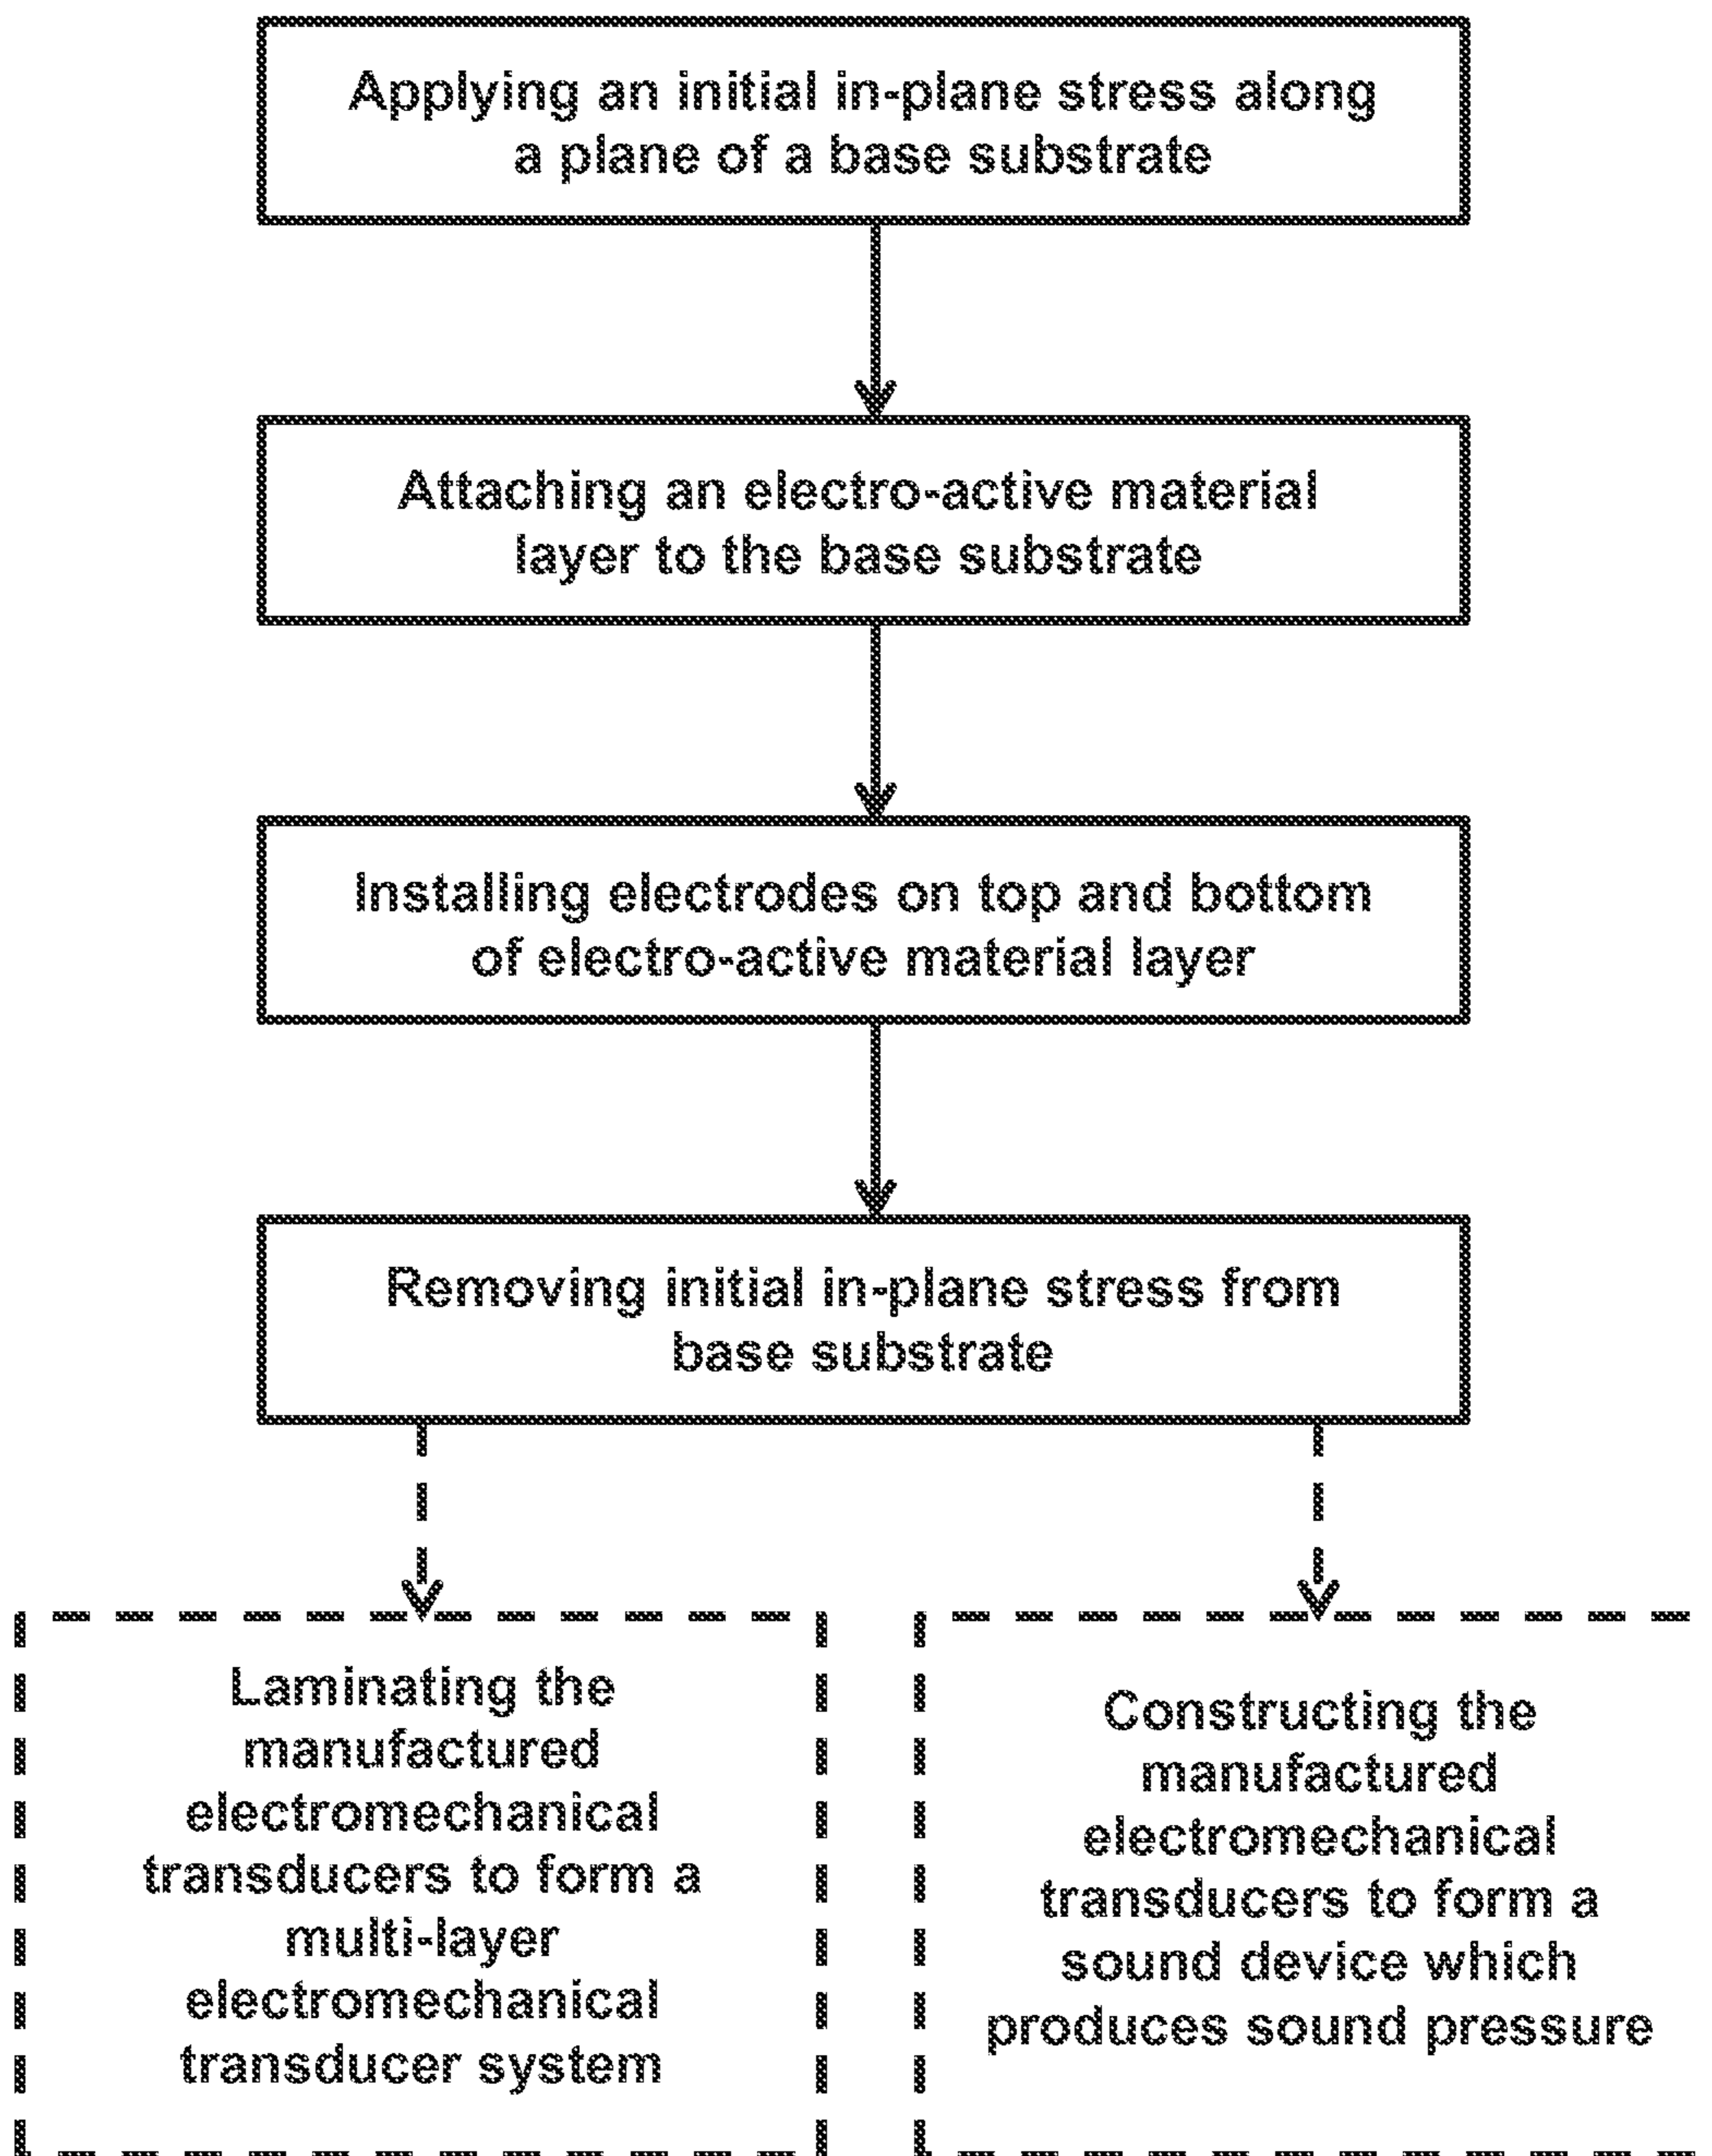 Applying an initial in-plane stress along
a plane of a base substrate
Attaching an electro-active material
layer to the base substrate
Installing electrodes on top and bottom
of electro-active material layer
Removing initial in-plane stress from
base substrate
Laminating the
manufactured
electromechanical
transducers to form a
multi-layer
electromechanical
transducer system
Constructing the
manufactured
electromechanical
transducers to form a
sound device which
produces sound pressure